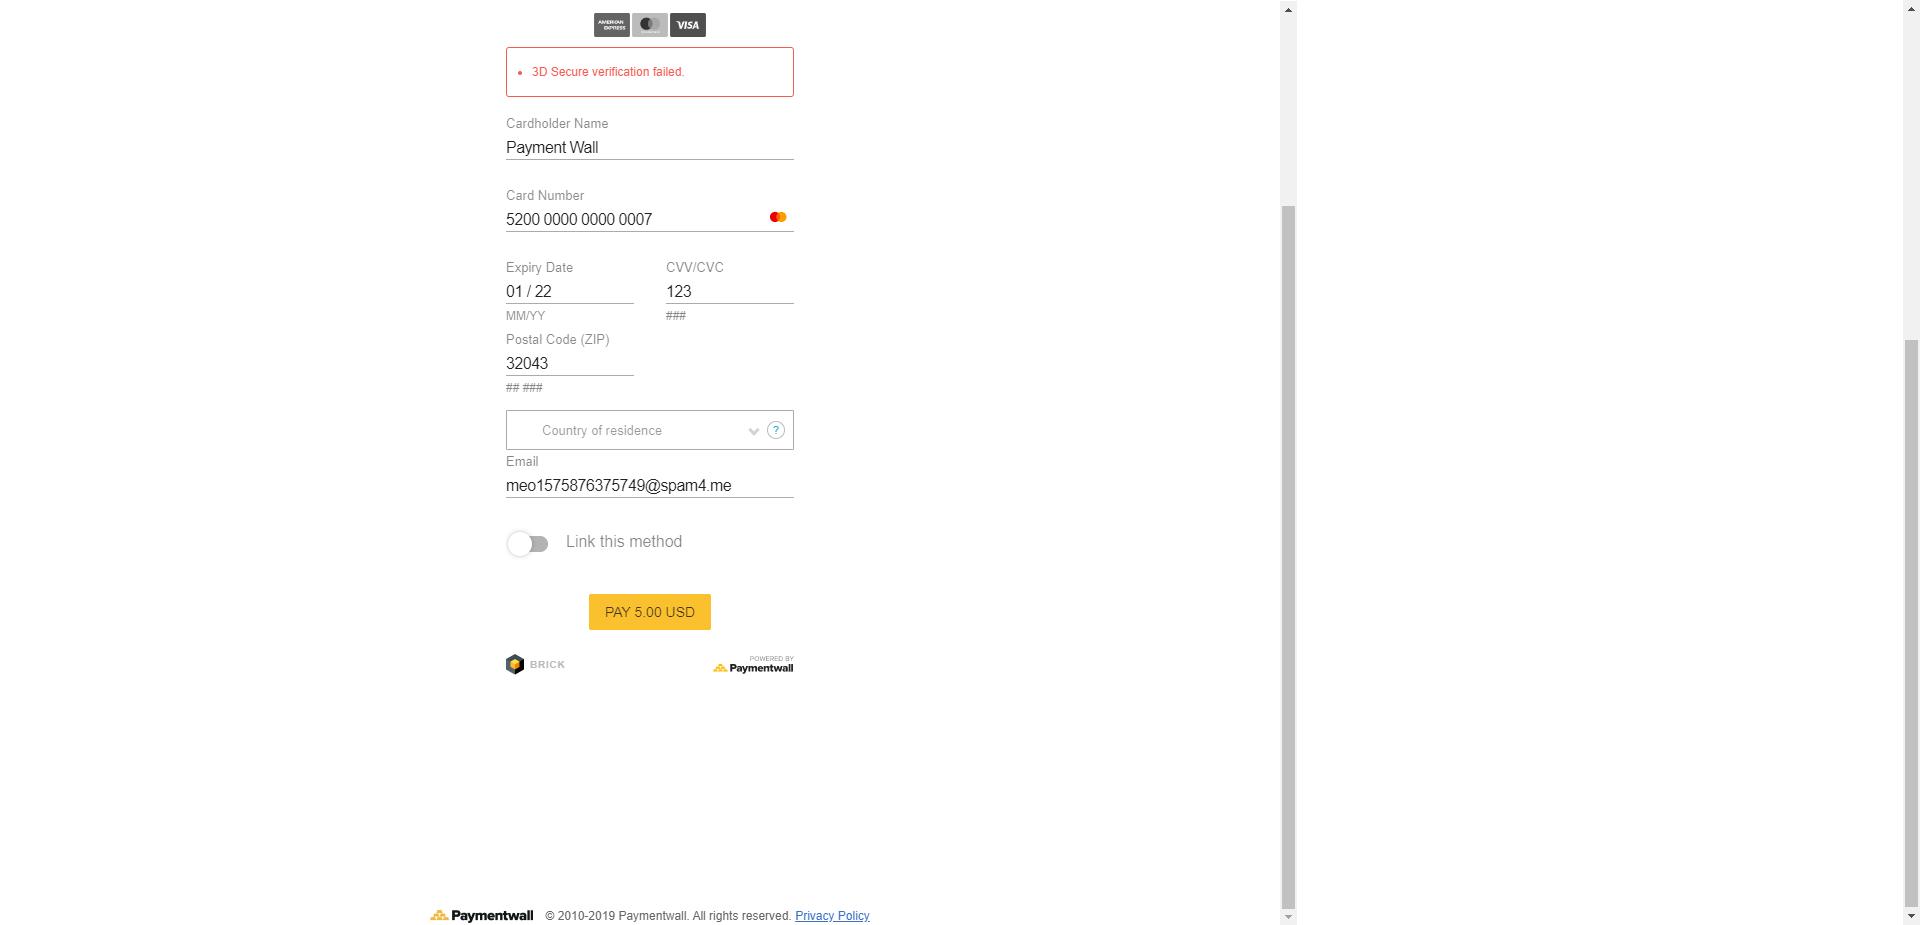 AMERICAN
EXPRESS
VISA
3D Secure verification failed.
Cardholder Name
Payment Wall
Card Number
5200 0000 0000 0007
Expiry Date
CVV/CVC
01 / 22
123
MM/YY
###
Postal Code (ZIP)
32043
## ###
Country of residence
?
Email
meo1575876375749@spam4.me
Link this method
PAY 5.00 USD
BRICK
POWERED BY
Paymentwall
Paymentwall © 2010-2019 Paymentwall. All rights reserved. Privacy Policy